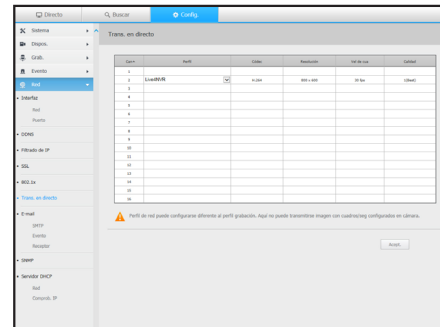 Directo
Buscar
Config.
Sistema
Dispos.
Grab.
Evento
Red
Interfaz
Red
Puerto
DDNS
Filtrado de IP
SSL
802.1x
Trans. en directo
E-mail
SMTP
Evento
Receptor
SNMP
Servidor DHCP
Red
Comprob. IP
Trans. en directo
Cam Perfil Códec Resolución Vel de cua Calidad
1
2 Live4NVR H.264 800 x 600 30 fps
3
4
5
6
7
8
9
10
11
12
13
14
15
16
Perfil de red puede configurarse diferente al perfil grabación. Aquí no puede transmitirse imagen con cuadros/seg configurados en cámara.
Acept.